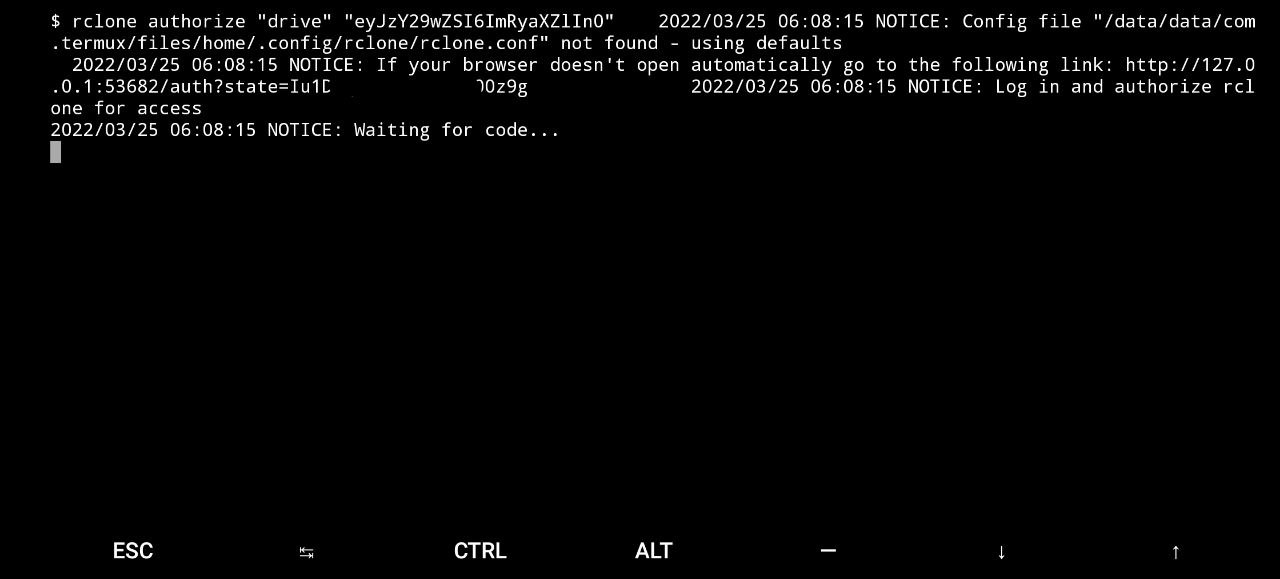 $ rclone authorize "drive" "eyJzY29wZSI6ImRyaXZlIn0"    2022/03/25 06:08:15 NOTICE: Config file "/data/data/com
.termux/files/home/.config/rclone/rclone.conf" not found - using defaults
  2022/03/25 06:08:15 NOTICE: If your browser doesn't open automatically go to the following link: http://127.0
.0.1:53682/auth?state=Iu1D 0z9g 2022/03/25 06:08:15 NOTICE: Log in and authorize rcl
one for access
2022/03/25 06:08:15 NOTICE: Waiting for code...
ESC ↹ CTRL ALT — ↓ ↑